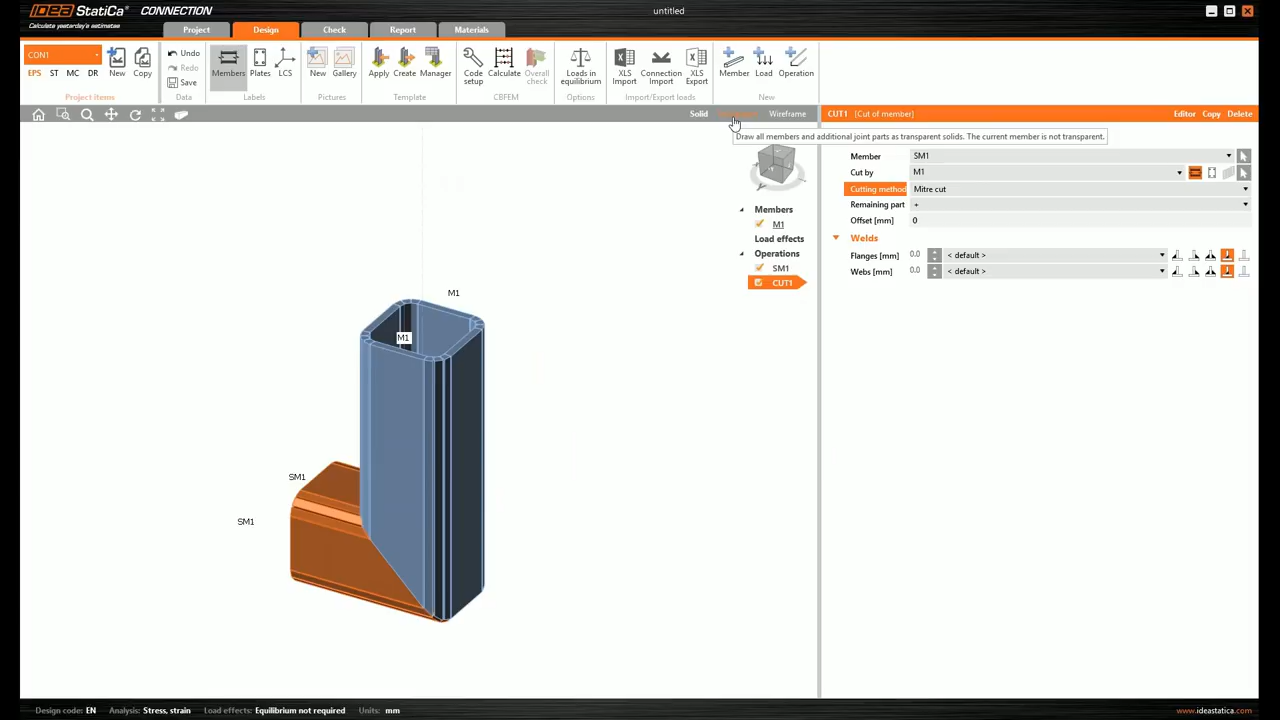 IDEA StatiCa® CONNECTION
Calculate yesterday's estimates
untitled
Project
Design
Check
Report
Materials
CON1
EPS ST MC DR
New
Copy
Project items
Undo
Redo
Save
Data
Members
Plates
LCS
Labels
New
Gallery
Pictures
Apply
Create
Manager
Template
Code setup
Calculate
Overall check
CBFEM
Loads in equilibrium
Options
XLS Import
Connection Import
XLS Export
Import/Export loads
Member
Load
Operation
New
Solid
Wireframe
CUT1 [Cut of member]
Editor Copy Delete
Draw all members and additional joint parts as transparent solids. The current member is not transparent.
Member SM1
Cut by M1
Cutting method Mitre cut
Remaining part +
Offset [mm] 0
Welds
Flanges [mm] 0.0 < default >
Webs [mm] 0.0 < default >
Members
M1
Load effects
Operations
SM1
CUT1
M1
M1
SM1
SM1
Design code: EN Analysis: Stress, strain Load effects: Equilibrium not required Units: mm
www.ideastatica.com